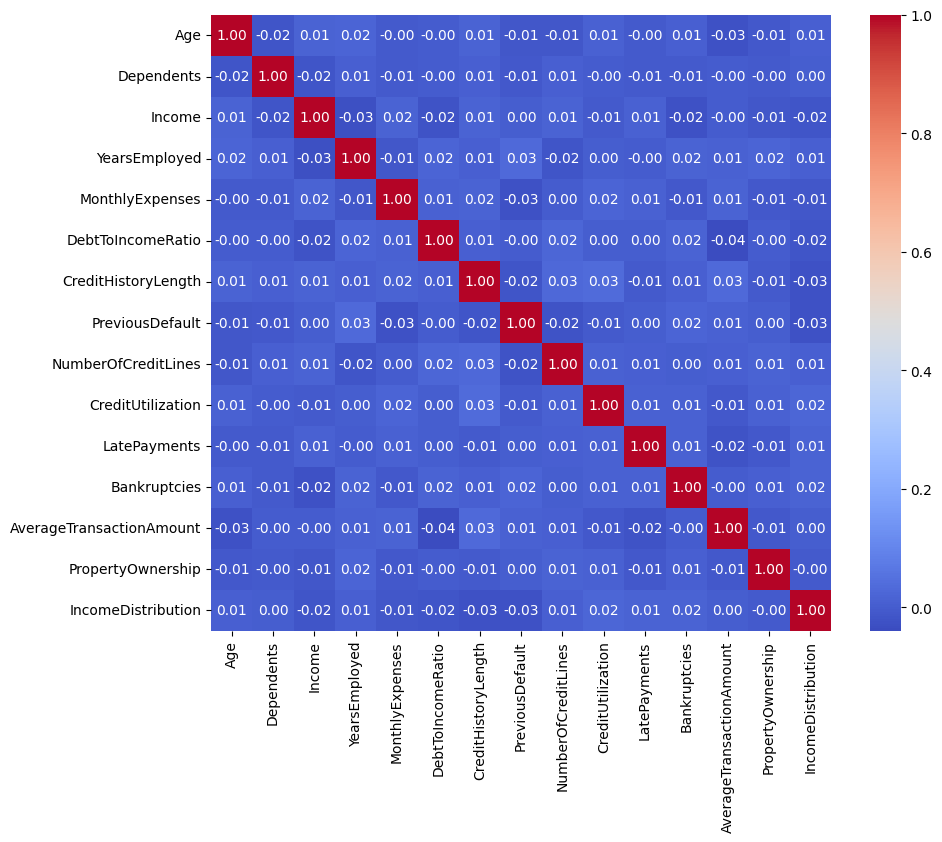 Age 1.00 -0.02 0.01 0.02 -0.00 -0.00 0.01 -0.01 -0.01 0.01 -0.00 0.01 -0.03 -0.01 0.01
Dependents -0.02 1.00 -0.02 0.01 -0.01 -0.00 0.01 -0.01 0.01 -0.00 -0.01 -0.01 -0.00 -0.00 0.00
Income 0.01 -0.02 1.00 -0.03 0.02 -0.02 0.01 0.00 0.01 -0.01 0.01 -0.02 -0.00 -0.01 -0.02
YearsEmployed 0.02 0.01 -0.03 1.00 -0.01 0.02 0.01 0.03 -0.02 0.00 -0.00 0.02 0.01 0.02 0.01
MonthlyExpenses -0.00 -0.01 0.02 -0.01 1.00 0.01 0.02 -0.03 0.00 0.02 0.01 -0.01 0.01 -0.01 -0.01
DebtToIncomeRatio -0.00 -0.00 -0.02 0.02 0.01 1.00 0.01 -0.00 0.02 0.00 0.00 0.02 -0.04 -0.00 -0.02
CreditHistoryLength 0.01 0.01 0.01 0.01 0.02 0.01 1.00 -0.02 0.03 0.03 -0.01 0.01 0.03 -0.01 -0.03
PreviousDefault -0.01 -0.01 0.00 0.03 -0.03 -0.00 -0.02 1.00 -0.02 -0.01 0.00 0.02 0.01 0.00 -0.03
NumberOfCreditLines -0.01 0.01 0.01 -0.02 0.00 0.02 0.03 -0.02 1.00 0.01 0.01 0.00 0.01 0.01 0.01
CreditUtilization 0.01 -0.00 -0.01 0.00 0.02 0.00 0.03 -0.01 0.01 1.00 0.01 0.01 -0.01 0.01 0.02
LatePayments -0.00 -0.01 0.01 -0.00 0.01 0.00 -0.01 0.00 0.01 0.01 1.00 0.01 -0.02 -0.01 0.01
Bankruptcies 0.01 -0.01 -0.02 0.02 -0.01 0.02 0.01 0.02 0.00 0.01 0.01 1.00 -0.00 0.01 0.02
AverageTransactionAmount -0.03 -0.00 -0.00 0.01 0.01 -0.04 0.03 0.01 0.01 -0.01 -0.02 -0.00 1.00 -0.01 0.00
PropertyOwnership -0.01 -0.00 -0.01 0.02 -0.01 -0.00 -0.01 0.00 0.01 0.01 -0.01 0.01 -0.01 1.00 -0.00
IncomeDistribution 0.01 0.00 -0.02 0.01 -0.01 -0.02 -0.03 -0.03 0.01 0.02 0.01 0.02 0.00 -0.00 1.00
Age
Dependents
Income
YearsEmployed
MonthlyExpenses
DebtToIncomeRatio
CreditHistoryLength
PreviousDefault
NumberOfCreditLines
CreditUtilization
LatePayments
Bankruptcies
AverageTransactionAmount
PropertyOwnership
IncomeDistribution
1.0
0.8
0.6
0.4
0.2
0.0